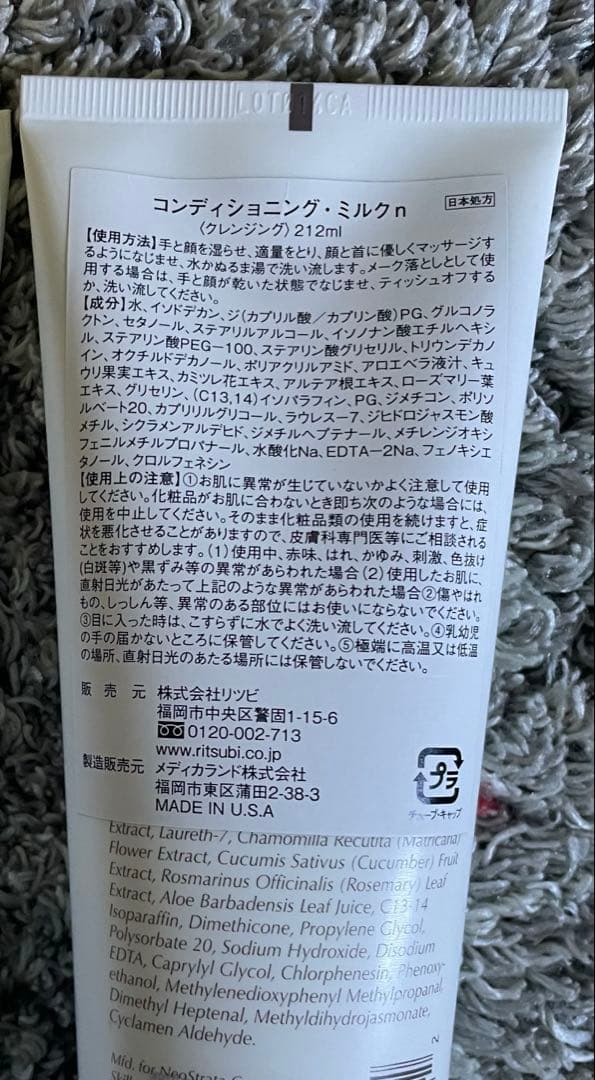 LOT216CA
コンディショニング・ミルクn
日本処方
〈クレンジング〉212ml
【使用方法】手と顔を湿らせ、適量をとり、顔と首に優しくマッサージす
るようになじませ、水かぬるま湯で洗い流します。メーク落としとして使
用する場合は、手と顔が乾いた状態でなじませ、ティッシュオフする
か、洗い流してください。
【成分】水、イソドデカン、ジ(カプリル酸/カプリン酸)PG、グルコノラ
クトン、セタノール、ステアリルアルコール、イソノナン酸エチルヘキシ
ル、ステアリン酸PEG-100、ステアリン酸グリセリル、トリウンデカノ
イン、オクチルドデカノール、ポリアクリルアミド、アロエベラ液汁、キュ
ウリ果実エキス、カミツレ花エキス、アルテア根エキス、ローズマリー葉
エキス、グリセリン、(C13,14)イソパラフィン、PG、ジメチコン、ポリソ
ルベート20、カプリリルグリコール、ラウレス-7、ジヒドロジャスモン酸
メチル、シクラメンアルデヒド、ジメチルヘプテナール、メチレンジオキシ
フェニルメチルプロパナール、水酸化Na、EDTA-2Na、フェノキシエ
タノール、クロルフェネシン
【使用上の注意】①お肌に異常が生じていないかよく注意して使用
してください。化粧品がお肌に合わないとき即ち次のような場合には、
使用を中止してください。そのまま化粧品類の使用を続けますと、症
状を悪化させることがありますので、皮膚科専門医等にご相談される
ことをおすすめします。(1)使用中、赤味、はれ、かゆみ、刺激、色抜け
(白斑等)や黒ずみ等の異常があらわれた場合(2)使用したお肌に、
直射日光があたって上記のような異常があらわれた場合②傷やはれ
もの、しっしん等、異常のある部位にはお使いにならないでください。
③目に入った時は、こすらずに水でよく洗い流してください。④乳幼児
の手の届かないところに保管してください。⑤極端に高温又は低温
の場所、直射日光のあたる場所には保管しないでください。
販売元 株式会社リツビ
福岡市中央区警固1-15-6
0120-002-713
www.ritsubi.co.jp
製造販売元 メディカランド株式会社
福岡市東区蒲田2-38-3
MADE IN U.S.A
プラ
チューブ・キャップ
Extract, Laureth-7, Chamomilla Recutita (Matricaria)
Flower Extract, Cucumis Sativus (Cucumber) Fruit
Extract, Rosmarinus Officinalis (Rosemary) Leaf
Extract, Aloe Barbadensis Leaf Juice, C13-14
Isoparaffin, Dimethicone, Propylene Glycol,
Polysorbate 20, Sodium Hydroxide, Disodium
EDTA, Caprylyl Glycol, Chlorphenesin, Phenoxy-
ethanol, Methylenedioxyphenyl Methylpropanal,
Dimethyl Heptenal, Methyldihydrojasmonate,
Cyclamen Aldehyde.
Mfd. for NeoStrata
2